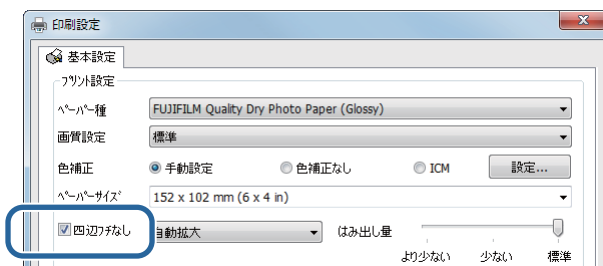 印刷設定
基本設定
プリント設定
ペーパー種 FUJIFILM Quality Dry Photo Paper (Glossy)
画質設定 標準
色補正 手動設定 色補正なし ICM 設定...
ペーパーサイズ 152 x 102 mm (6 x 4 in)
四辺フチなし 自動拡大 はみ出し量
より少ない 少ない 標準